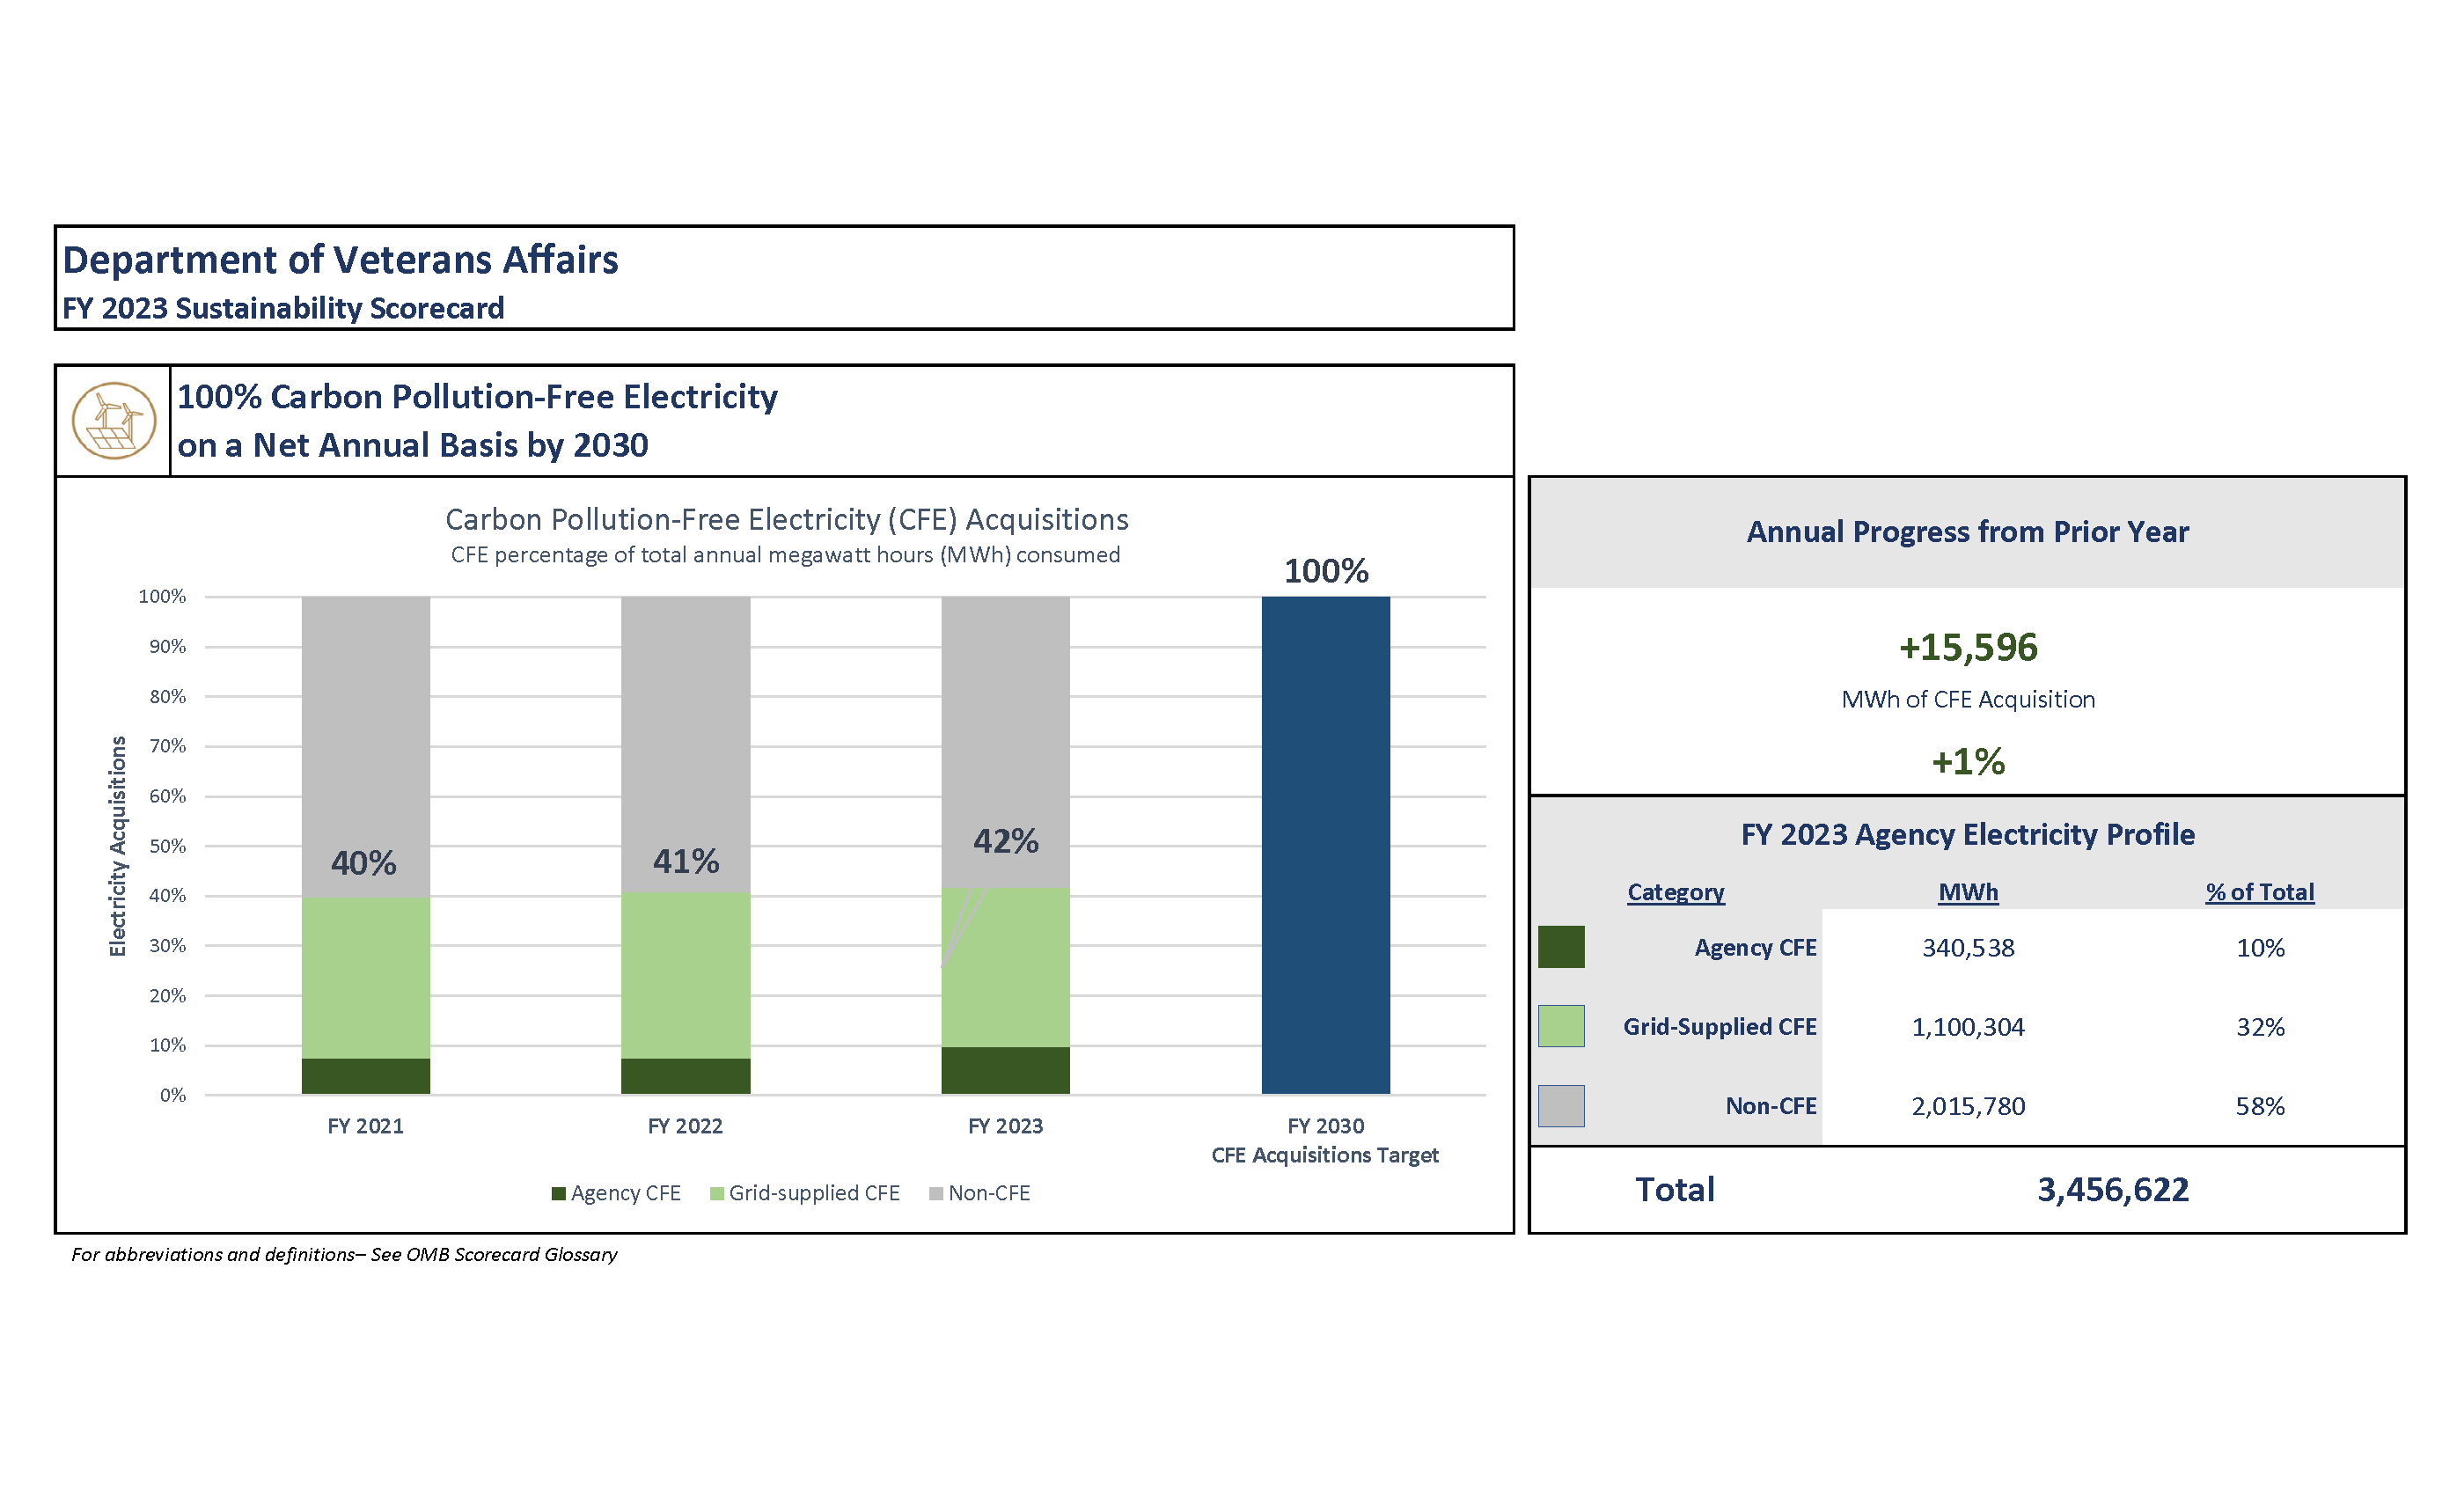 Department of Veterans Affairs
FY 2023 Sustainability Scorecard
100% Carbon Pollution-Free Electricity
on a Net Annual Basis by 2030
Carbon Pollution-Free Electricity (CFE) Acquisitions
CFE percentage of total annual megawatt hours (MWh) consumed
Electricity Acquisitions
100%
90%
80%
70%
60%
50%
40%
30%
20%
10%
0%
40%
41%
42%
100%
FY 2021
FY 2022
FY 2023
FY 2030
CFE Acquisitions Target
Agency CFE Grid-supplied CFE Non-CFE
Annual Progress from Prior Year
+15,596
MWh of CFE Acquisition
+1%
FY 2023 Agency Electricity Profile
Category MWh % of Total
Agency CFE 340,538 10%
Grid-Supplied CFE 1,100,304 32%
Non-CFE 2,015,780 58%
Total 3,456,622
For abbreviations and definitions– See OMB Scorecard Glossary